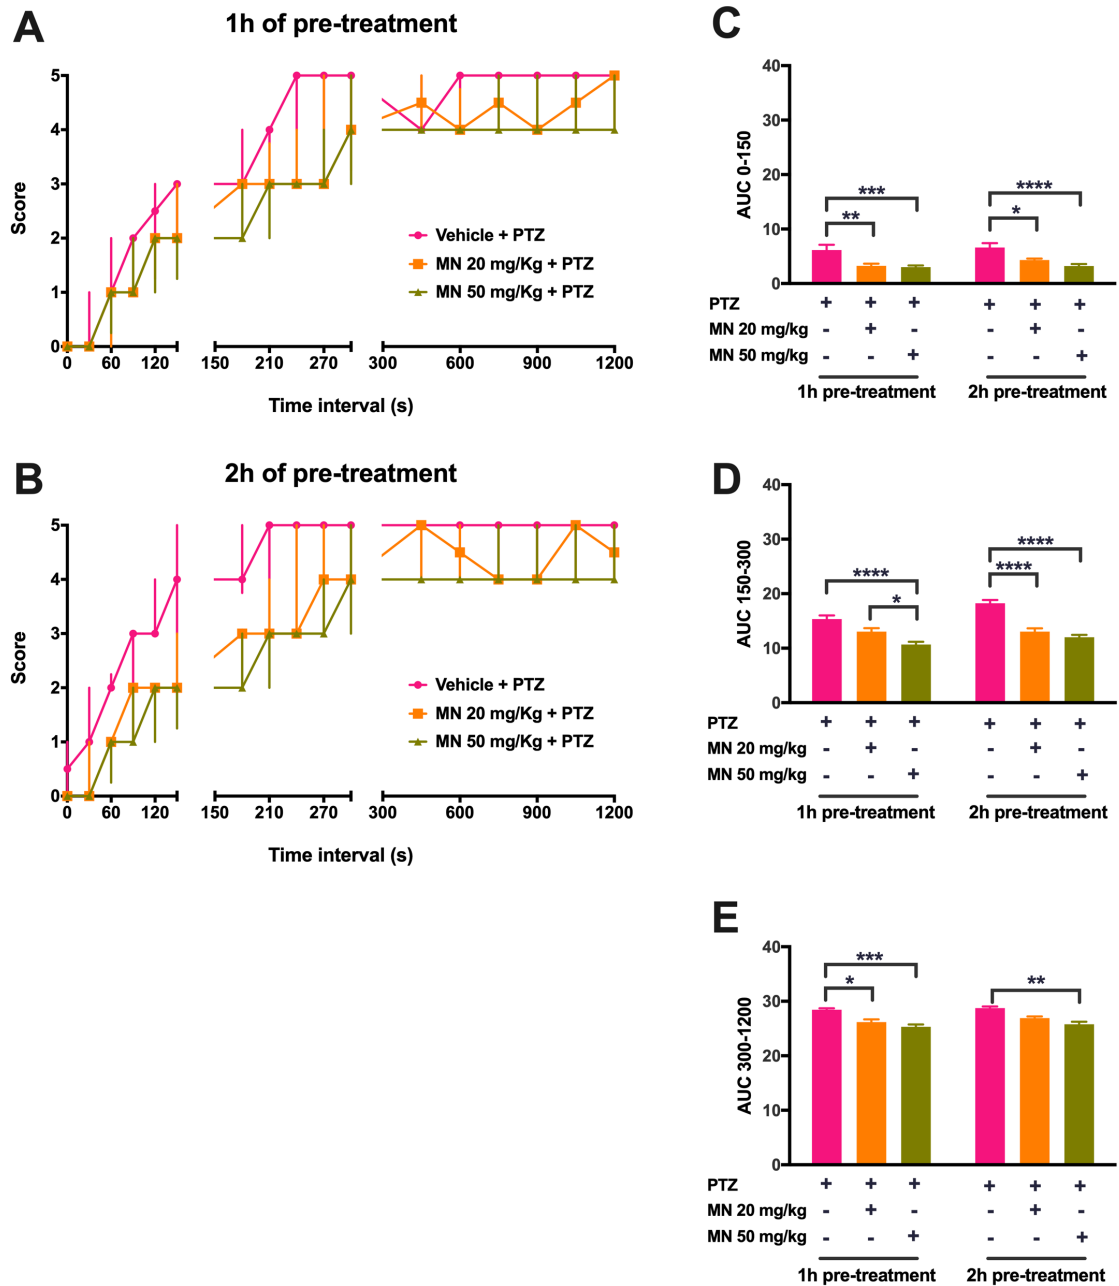 A
1h of pre-treatment
Score
5
4
3
2
1
0
Vehicle + PTZ
MN 20 mg/Kg + PTZ
MN 50 mg/Kg + PTZ
0 60 120 150 210 270 300 600 900 1200
Time interval (s)
B
2h of pre-treatment
Score
5
4
3
2
1
0
Vehicle + PTZ
MN 20 mg/Kg + PTZ
MN 50 mg/Kg + PTZ
0 60 120 150 210 270 300 600 900 1200
Time interval (s)
C
AUC 0-150
40
30
20
10
0
*** ****
** *
PTZ + + + + + +
MN 20 mg/kg - + - - + -
MN 50 mg/kg - - + - - +
1h pre-treatment 2h pre-treatment
D
AUC 150-300
40
30
20
10
0
**** ****
* ****
PTZ + + + + + +
MN 20 mg/kg - + - - + -
MN 50 mg/kg - - + - - +
1h pre-treatment 2h pre-treatment
E
AUC 300-1200
40
30
20
10
0
*** **
*
PTZ + + + + + +
MN 20 mg/kg - + - - + -
MN 50 mg/kg - - + - - +
1h pre-treatment 2h pre-treatment